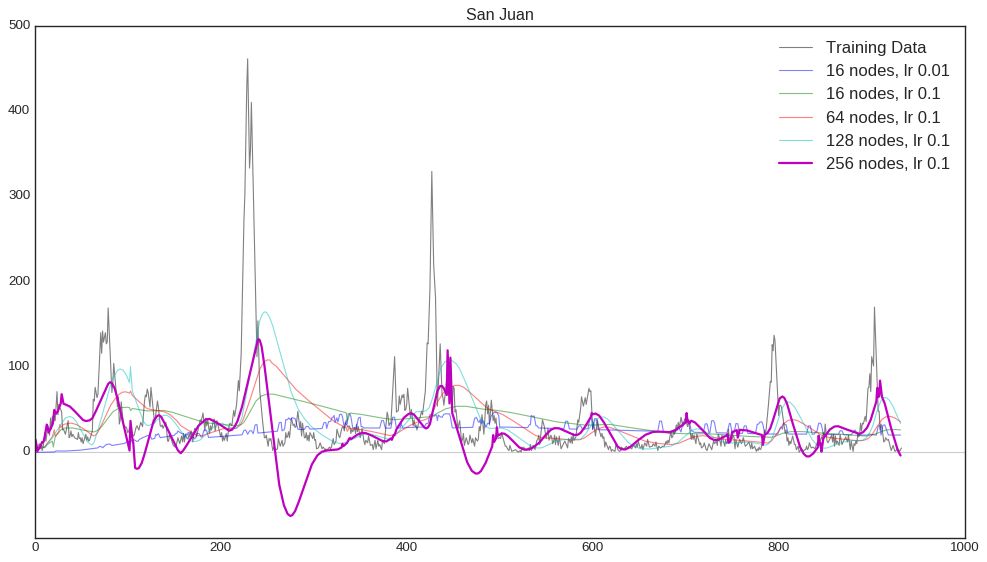 San Juan
500
400
300
200
100
0
0 200 400 600 800 1000
Training Data
16 nodes, lr 0.01
16 nodes, lr 0.1
64 nodes, lr 0.1
128 nodes, lr 0.1
256 nodes, lr 0.1